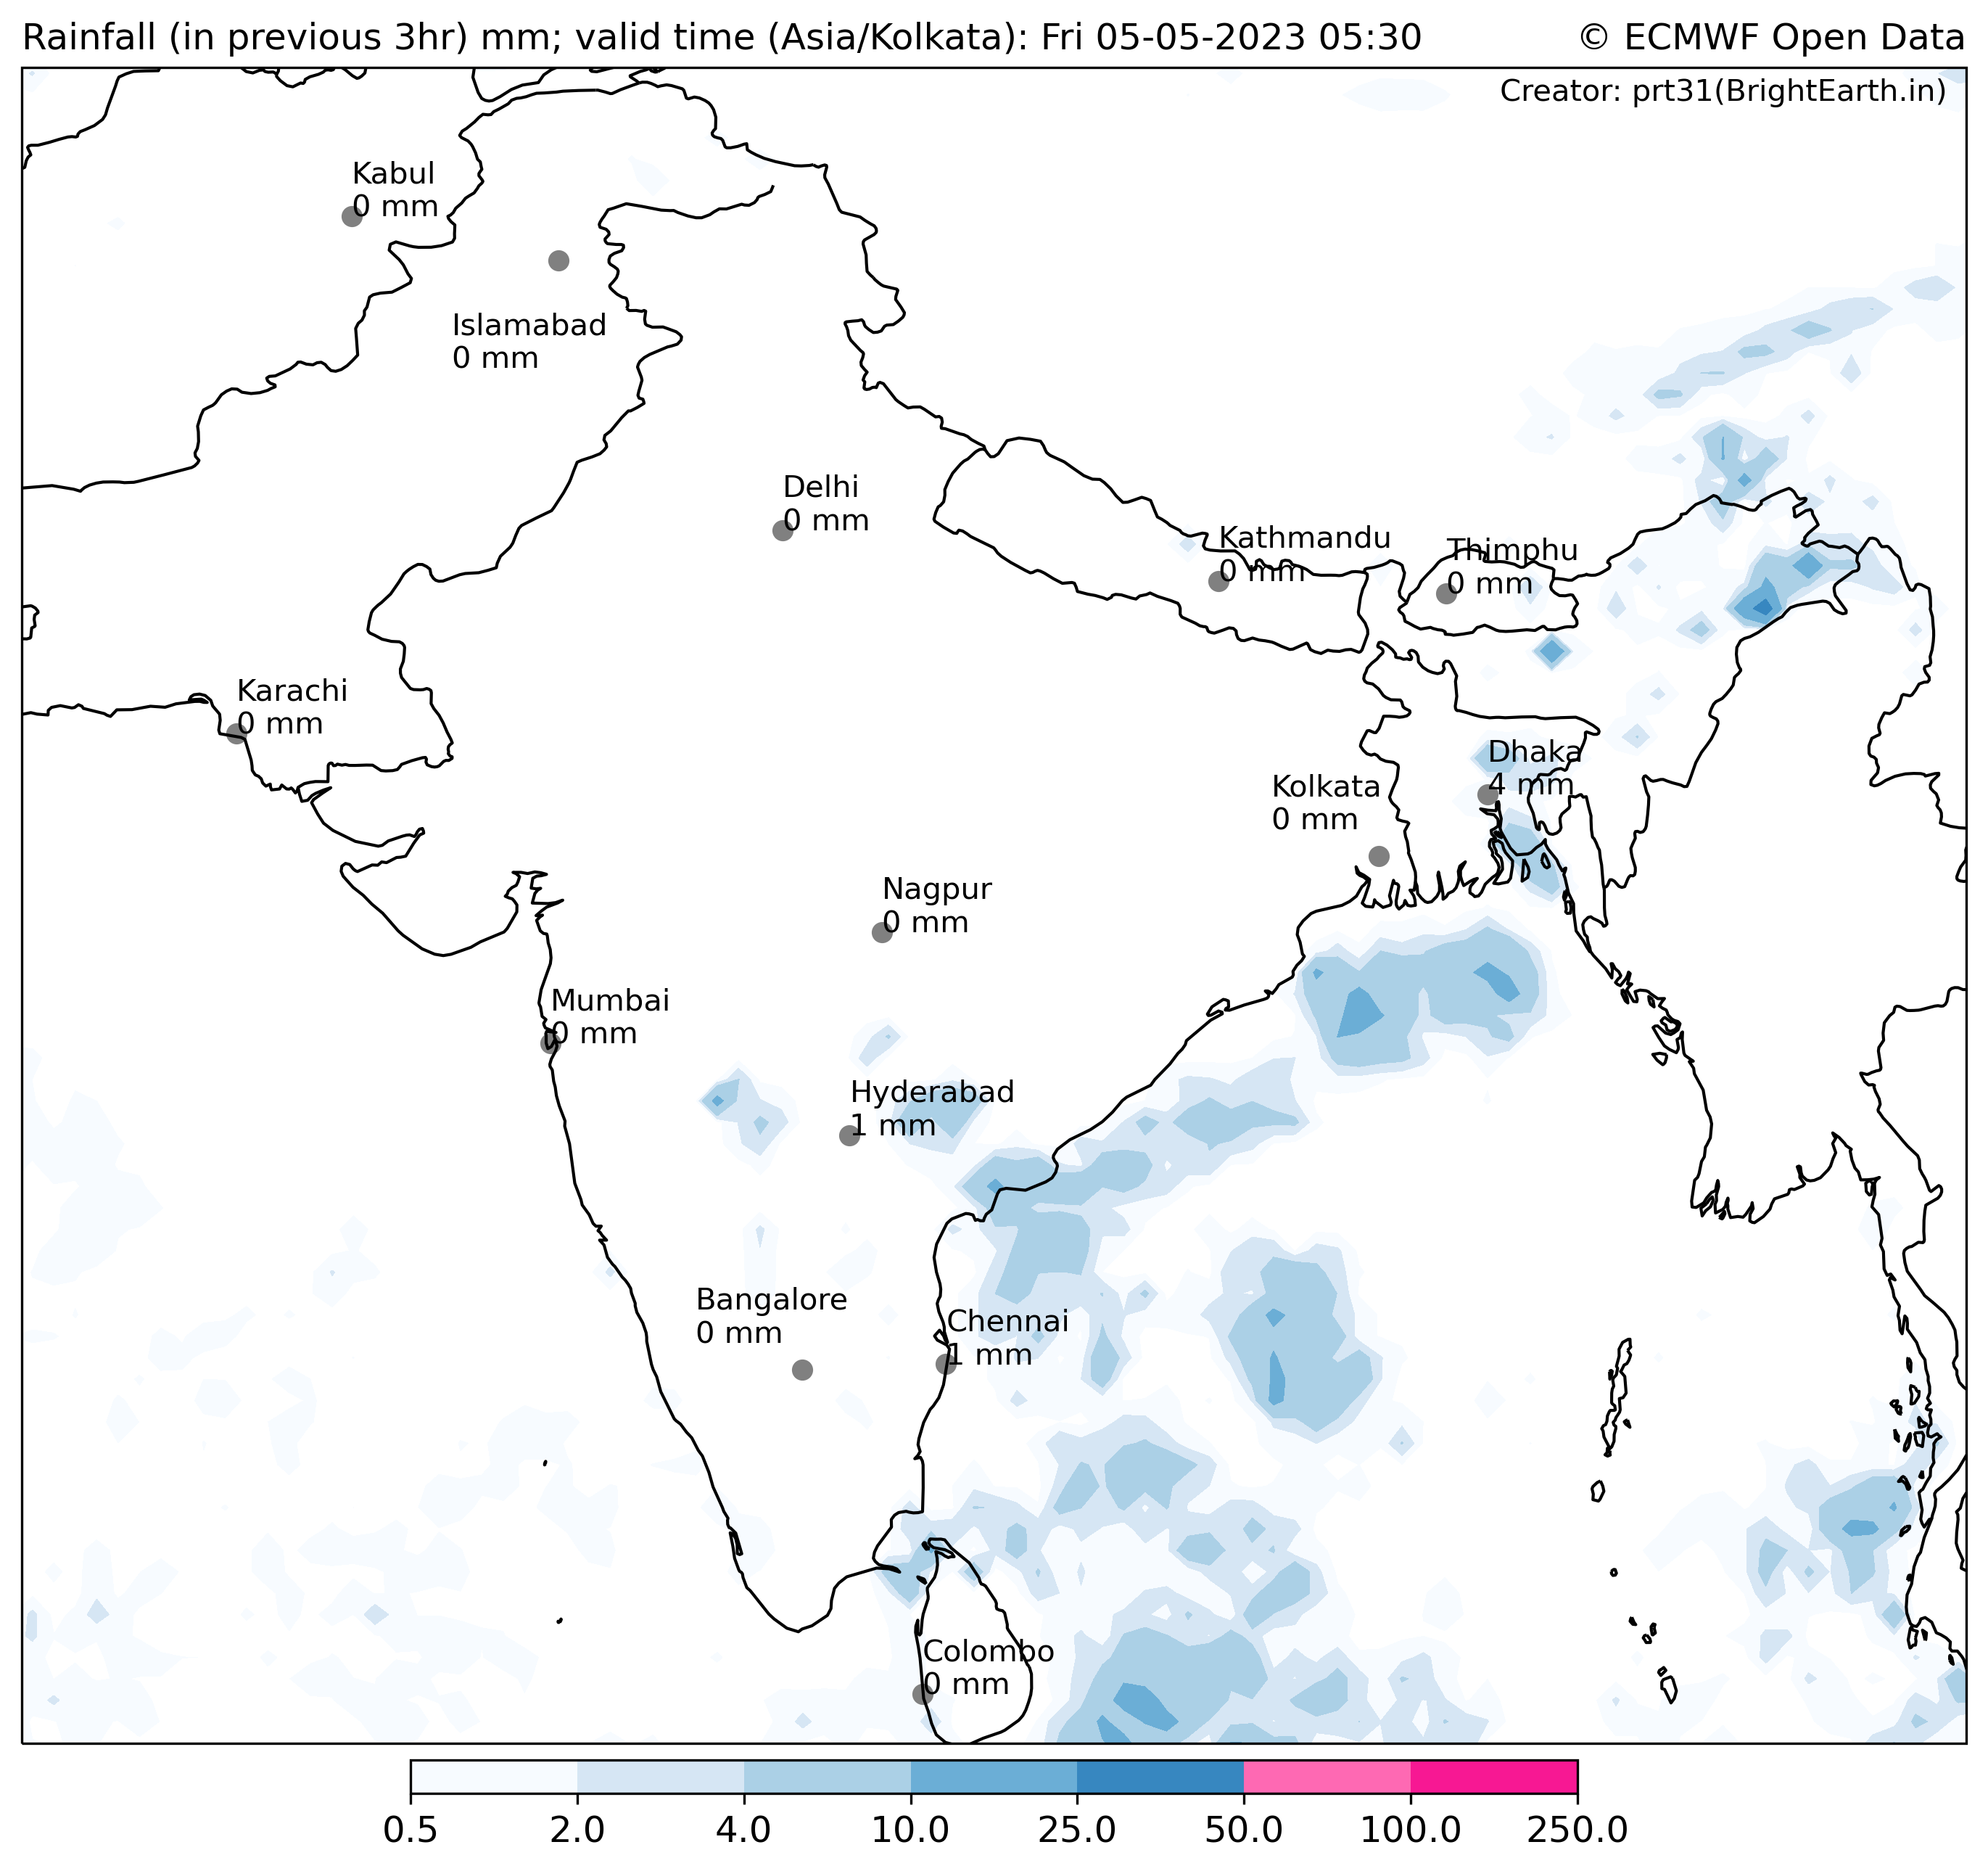 Rainfall (in previous 3hr) mm; valid time (Asia/Kolkata): Fri 05-05-2023 05:30
© ECMWF Open Data
Creator: prt31(BrightEarth.in)
Kabul
0 mm
Islamabad
0 mm
Delhi
0 mm
Kathmandu
0 mm
Thimphu
0 mm
Karachi
0 mm
Dhaka
4 mm
Kolkata
0 mm
Nagpur
0 mm
Mumbai
0 mm
Hyderabad
1 mm
Bangalore
0 mm
Chennai
1 mm
Colombo
0 mm
0.5 2.0 4.0 10.0 25.0 50.0 100.0 250.0